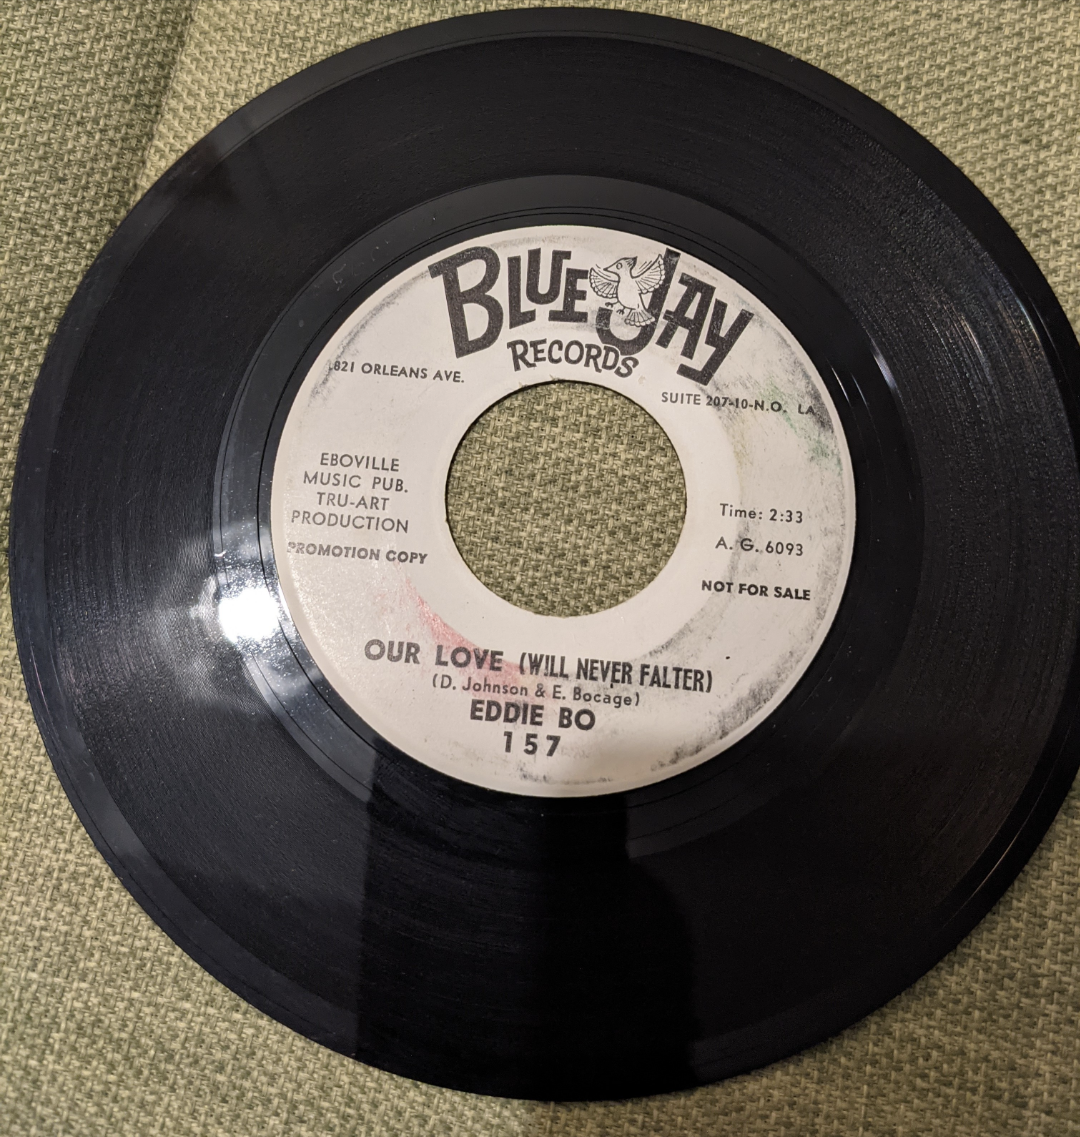 BLUE JAY
RECORDS
821 ORLEANS AVE.
SUITE 207-10-N.O. LA
EBOVILLE
MUSIC PUB.
TRU-ART
PRODUCTION
PROMOTION COPY
Time: 2:33
A. G. 6093
NOT FOR SALE
OUR LOVE (WILL NEVER FALTER)
(D. Johnson & E. Bocage)
EDDIE BO
157